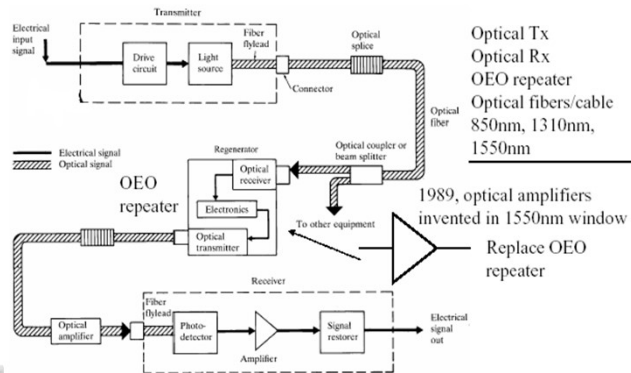 Transmitter
Electrical
input
signal
Drive
circuit
Light
source
Fiber
flylead
Connector
Optical
splice
Optical
fiber
Optical Tx
Optical Rx
OEO repeater
Optical fibers/cable
850nm, 1310nm,
1550nm
Electrical signal
Optical signal
Regenerator
Optical
receiver
Electronics
Optical
transmitter
OEO
repeater
Optical coupler or
beam splitter
To other equipment
1989, optical amplifiers
invented in 1550nm window
Replace OEO
repeater
Receiver
Optical
amplifier
Fiber
flylead
Photo-
detector
Amplifier
Signal
restorer
Electrical
signal
out